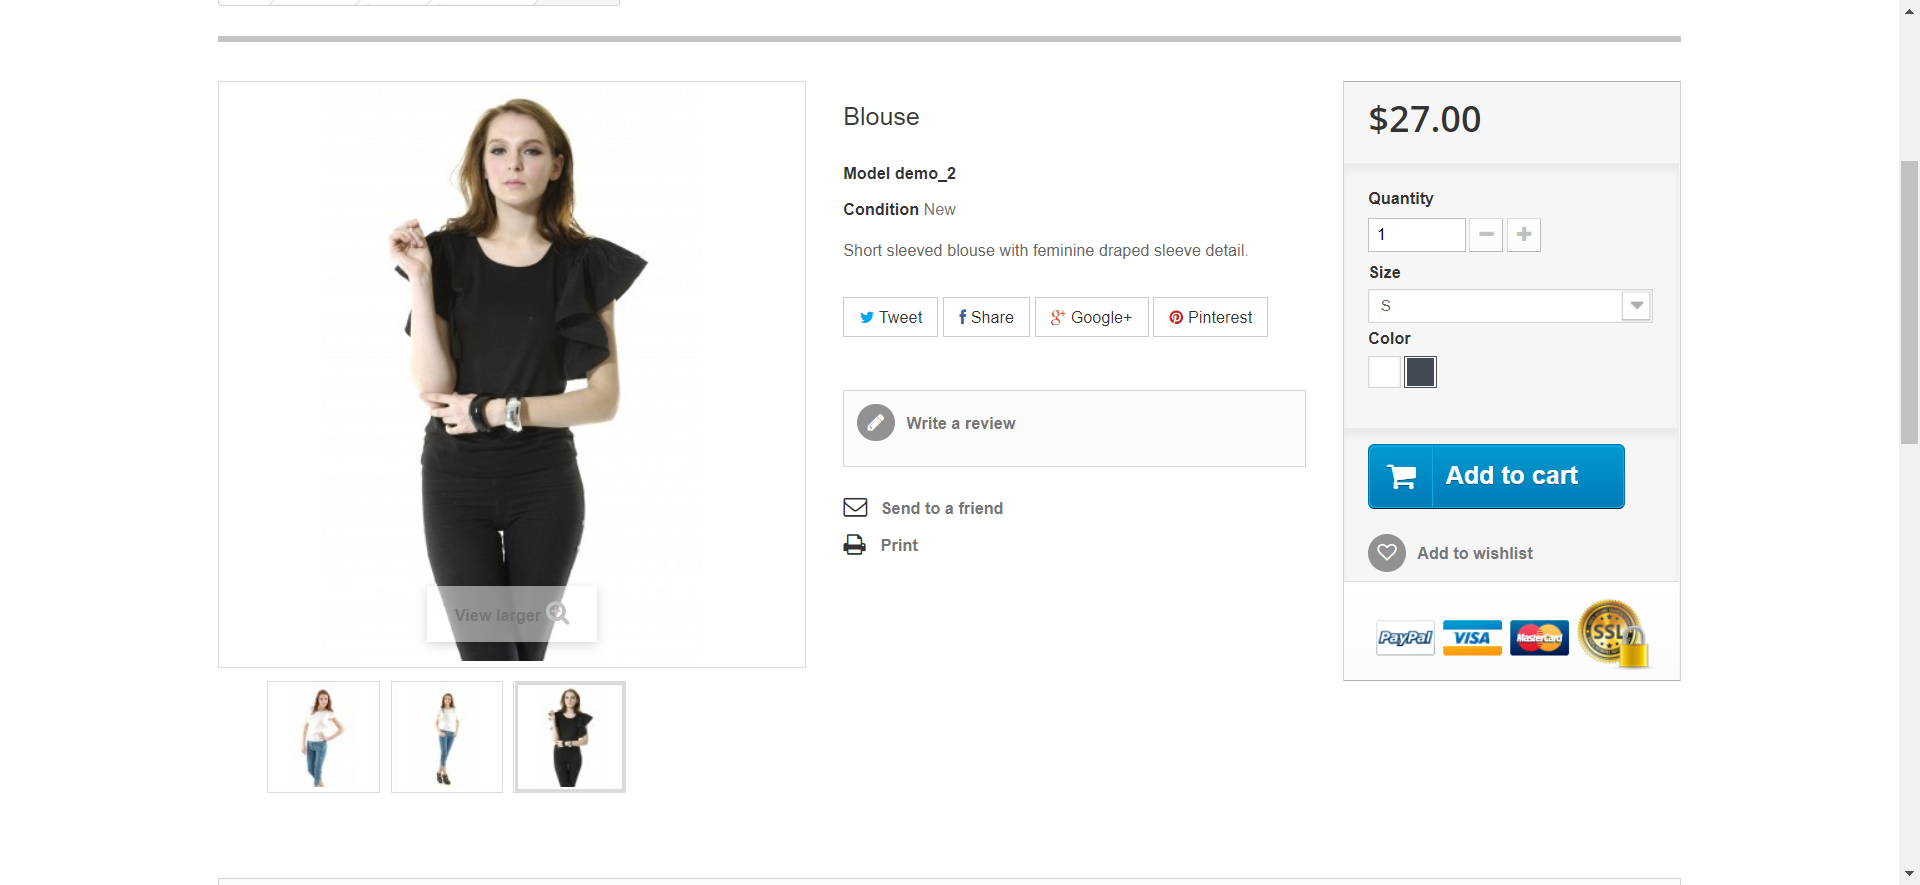 Blouse
Model demo_2
Condition New
Short sleeved blouse with feminine draped sleeve detail.
Tweet
Share
Google+
Pinterest
Write a review
Send to a friend
Print
View larger
$27.00
Quantity
1
Size
S
Color
Add to cart
Add to wishlist
PayPal
VISA
MasterCard
SSL